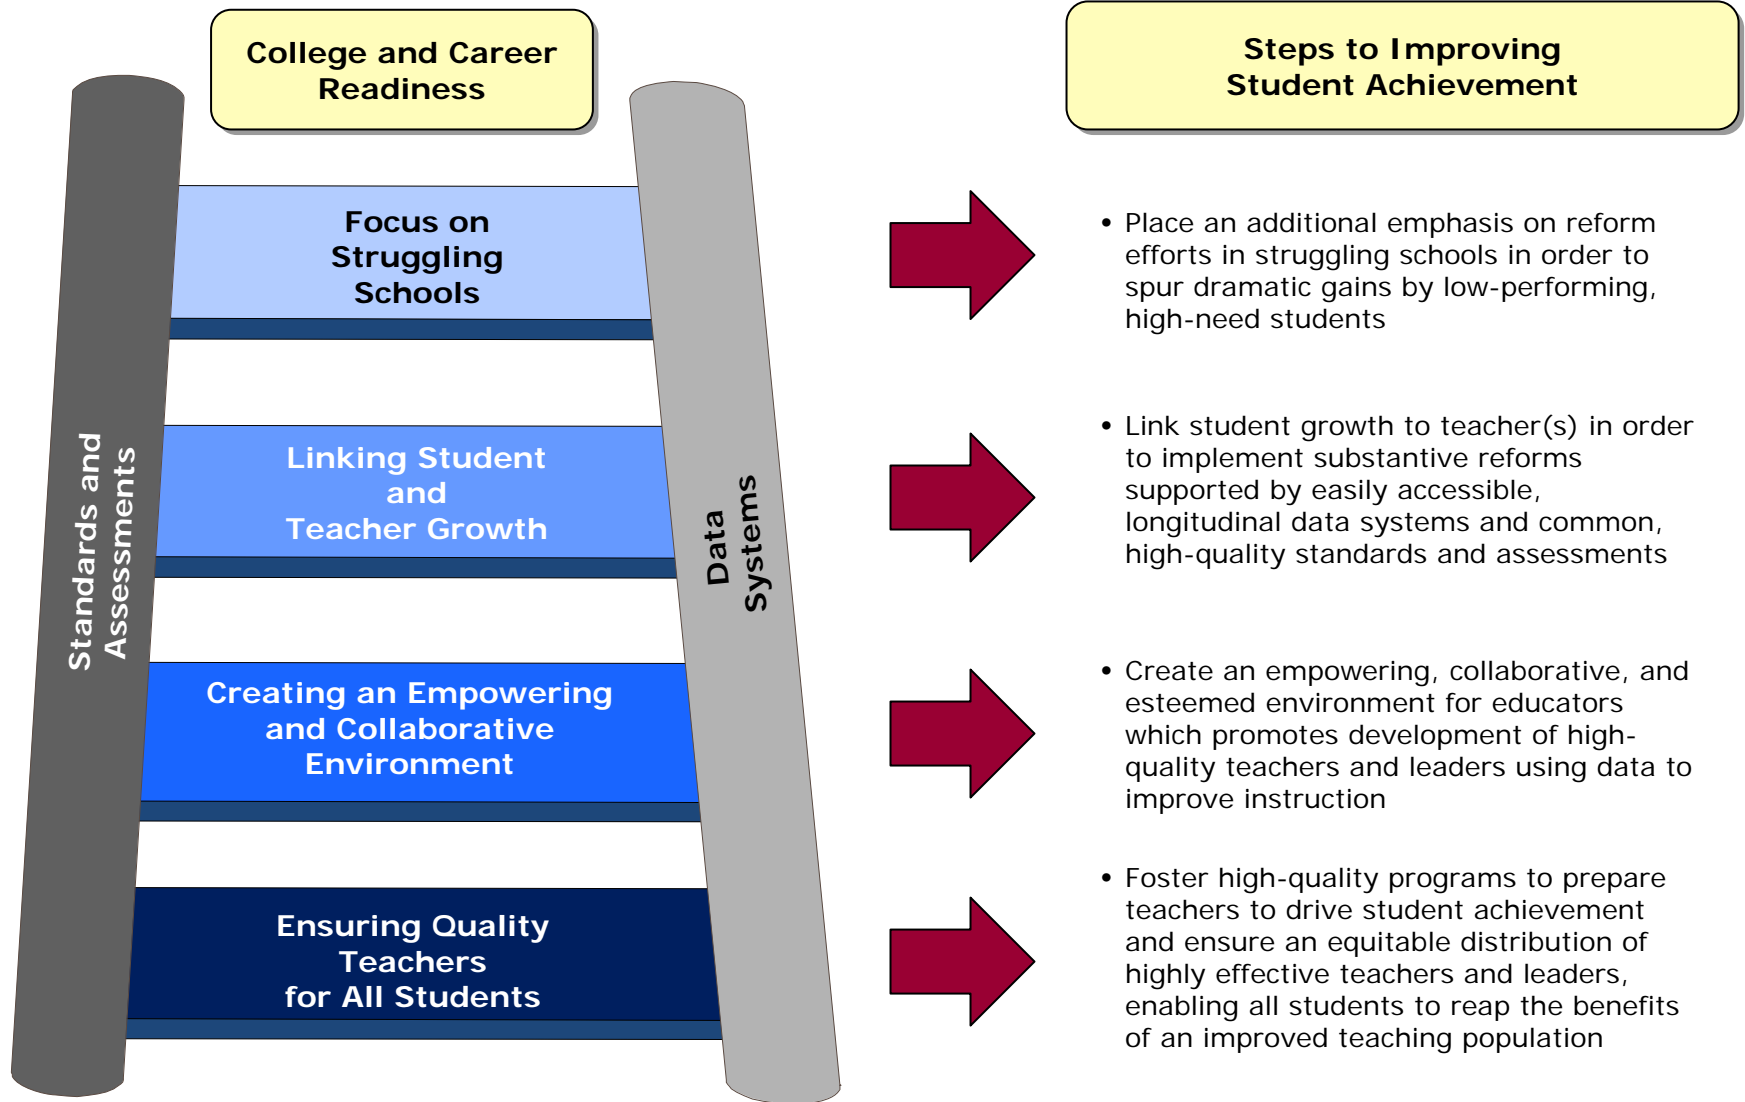 College and Career
Readiness
Steps to Improving
Student Achievement
Standards and
Assessments
Data
Systems
Focus on
Struggling
Schools
• Place an additional emphasis on reform
efforts in struggling schools in order to
spur dramatic gains by low-performing,
high-need students
Linking Student
and
Teacher Growth
• Link student growth to teacher(s) in order
to implement substantive reforms
supported by easily accessible,
longitudinal data systems and common,
high-quality standards and assessments
Creating an Empowering
and Collaborative
Environment
• Create an empowering, collaborative, and
esteemed environment for educators
which promotes development of high-
quality teachers and leaders using data to
improve instruction
Ensuring Quality
Teachers
for All Students
• Foster high-quality programs to prepare
teachers to drive student achievement
and ensure an equitable distribution of
highly effective teachers and leaders,
enabling all students to reap the benefits
of an improved teaching population